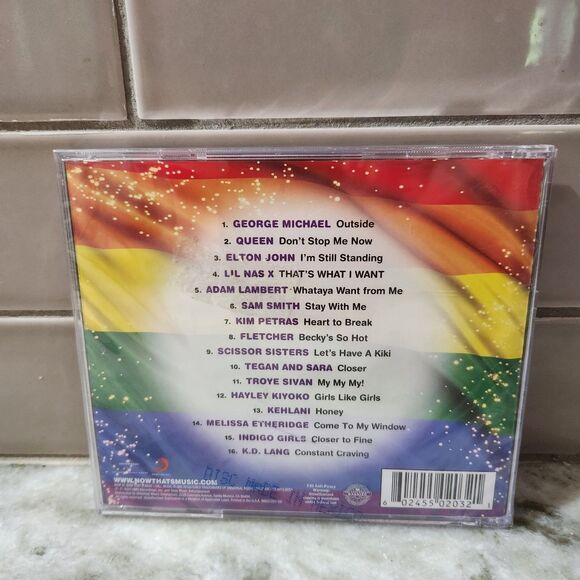 1. GEORGE MICHAEL Outside
2. QUEEN Don't Stop Me Now
3. ELTON JOHN I'm Still Standing
4. LIL NAS X THAT'S WHAT I WANT
5. ADAM LAMBERT Whataya Want from Me
6. SAM SMITH Stay With Me
7. KIM PETRAS Heart to Break
8. FLETCHER Becky's So Hot
9. SCISSOR SISTERS Let's Have A Kiki
10. TEGAN AND SARA Closer
11. TROYE SIVAN My My My!
12. HAYLEY KIYOKO Girls Like Girls
13. KEHLANI Honey
14. MELISSA ETHERIDGE Come To My Window
15. INDIGO GIRLS Closer to Fine
16. K.D. LANG Constant Craving
WWW.NOWTHATSMUSIC.COM
6 02455 02032